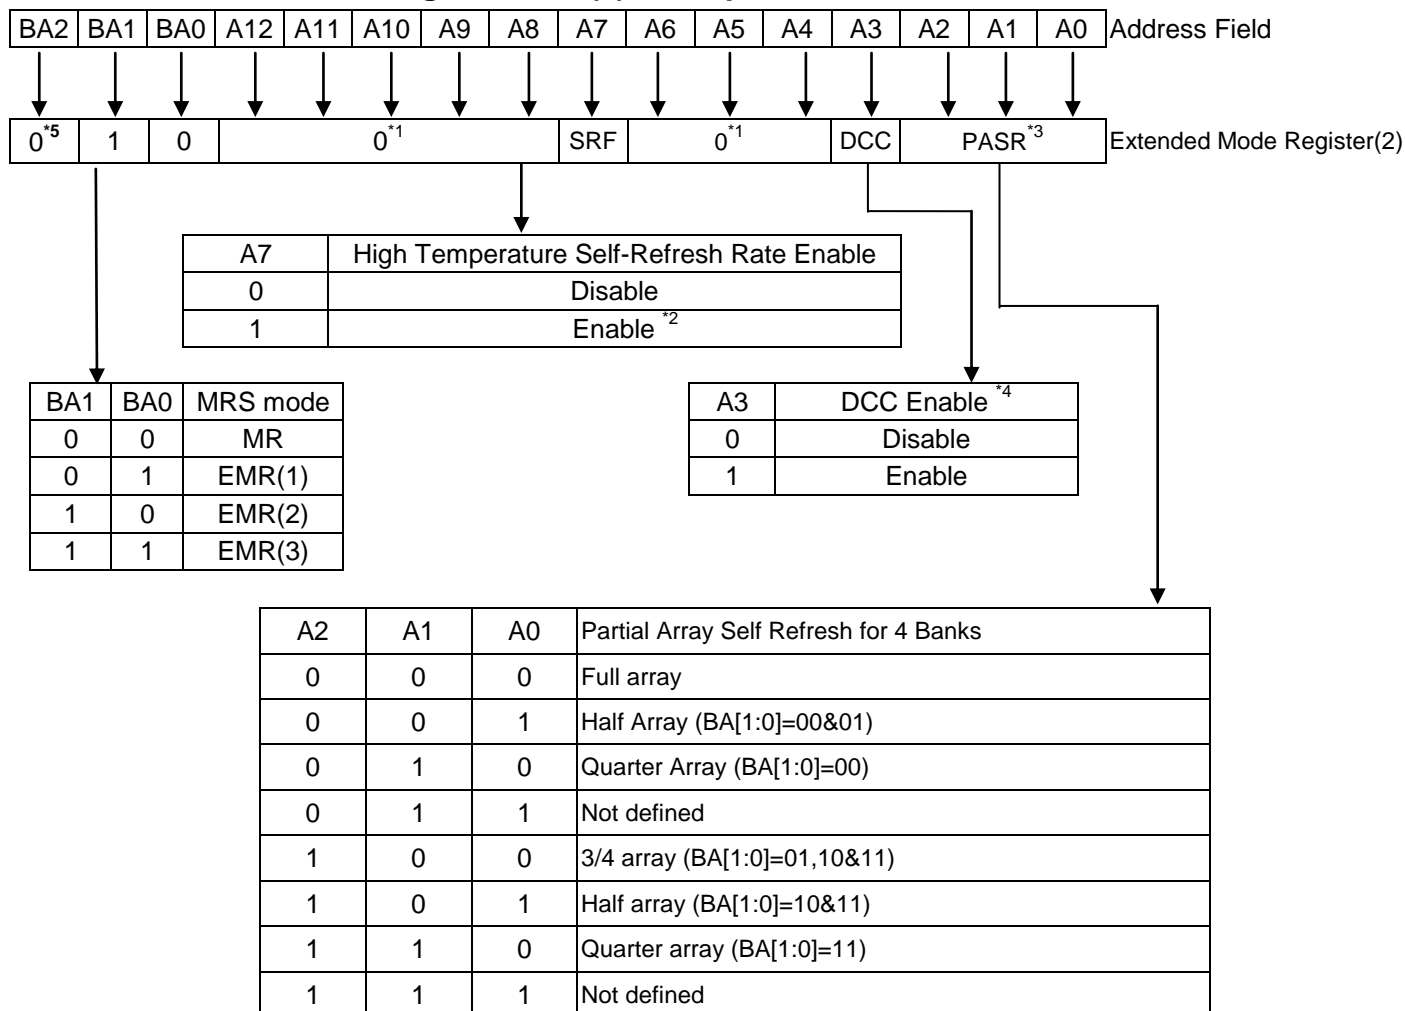 BA2 BA1 BA0 A12 A11 A10 A9 A8 A7 A6 A5 A4 A3 A2 A1 A0 Address Field
0*5 1 0 0*1 SRF 0*1 DCC PASR*3 Extended Mode Register(2)
A7 High Temperature Self-Refresh Rate Enable
0 Disable
1 Enable *2
BA1 BA0 MRS mode
0 0 MR
0 1 EMR(1)
1 0 EMR(2)
1 1 EMR(3)
A3 DCC Enable *4
0 Disable
1 Enable
A2 A1 A0 Partial Array Self Refresh for 4 Banks
0 0 0 Full array
0 0 1 Half Array (BA[1:0]=00&01)
0 1 0 Quarter Array (BA[1:0]=00)
0 1 1 Not defined
1 0 0 3/4 array (BA[1:0]=01,10&11)
1 0 1 Half array (BA[1:0]=10&11)
1 1 0 Quarter array (BA[1:0]=11)
1 1 1 Not defined